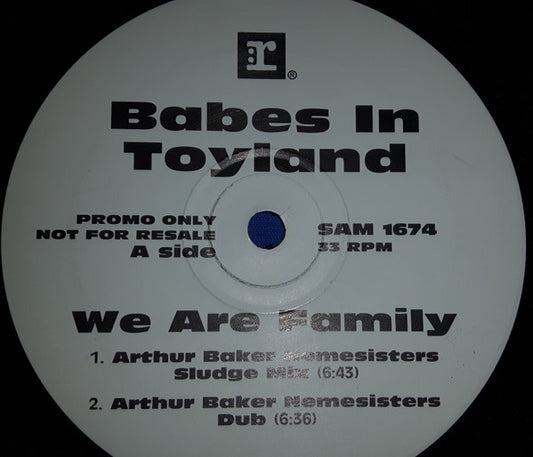 r ®
Babes In
Toyland
PROMO ONLY
NOT FOR RESALE
A side
SAM 1674
33 RPM
We Are Family
1. Arthur Baker Nemesisters
Sludge Mix (6:43)
2. Arthur Baker Nemesisters
Dub (6:36)